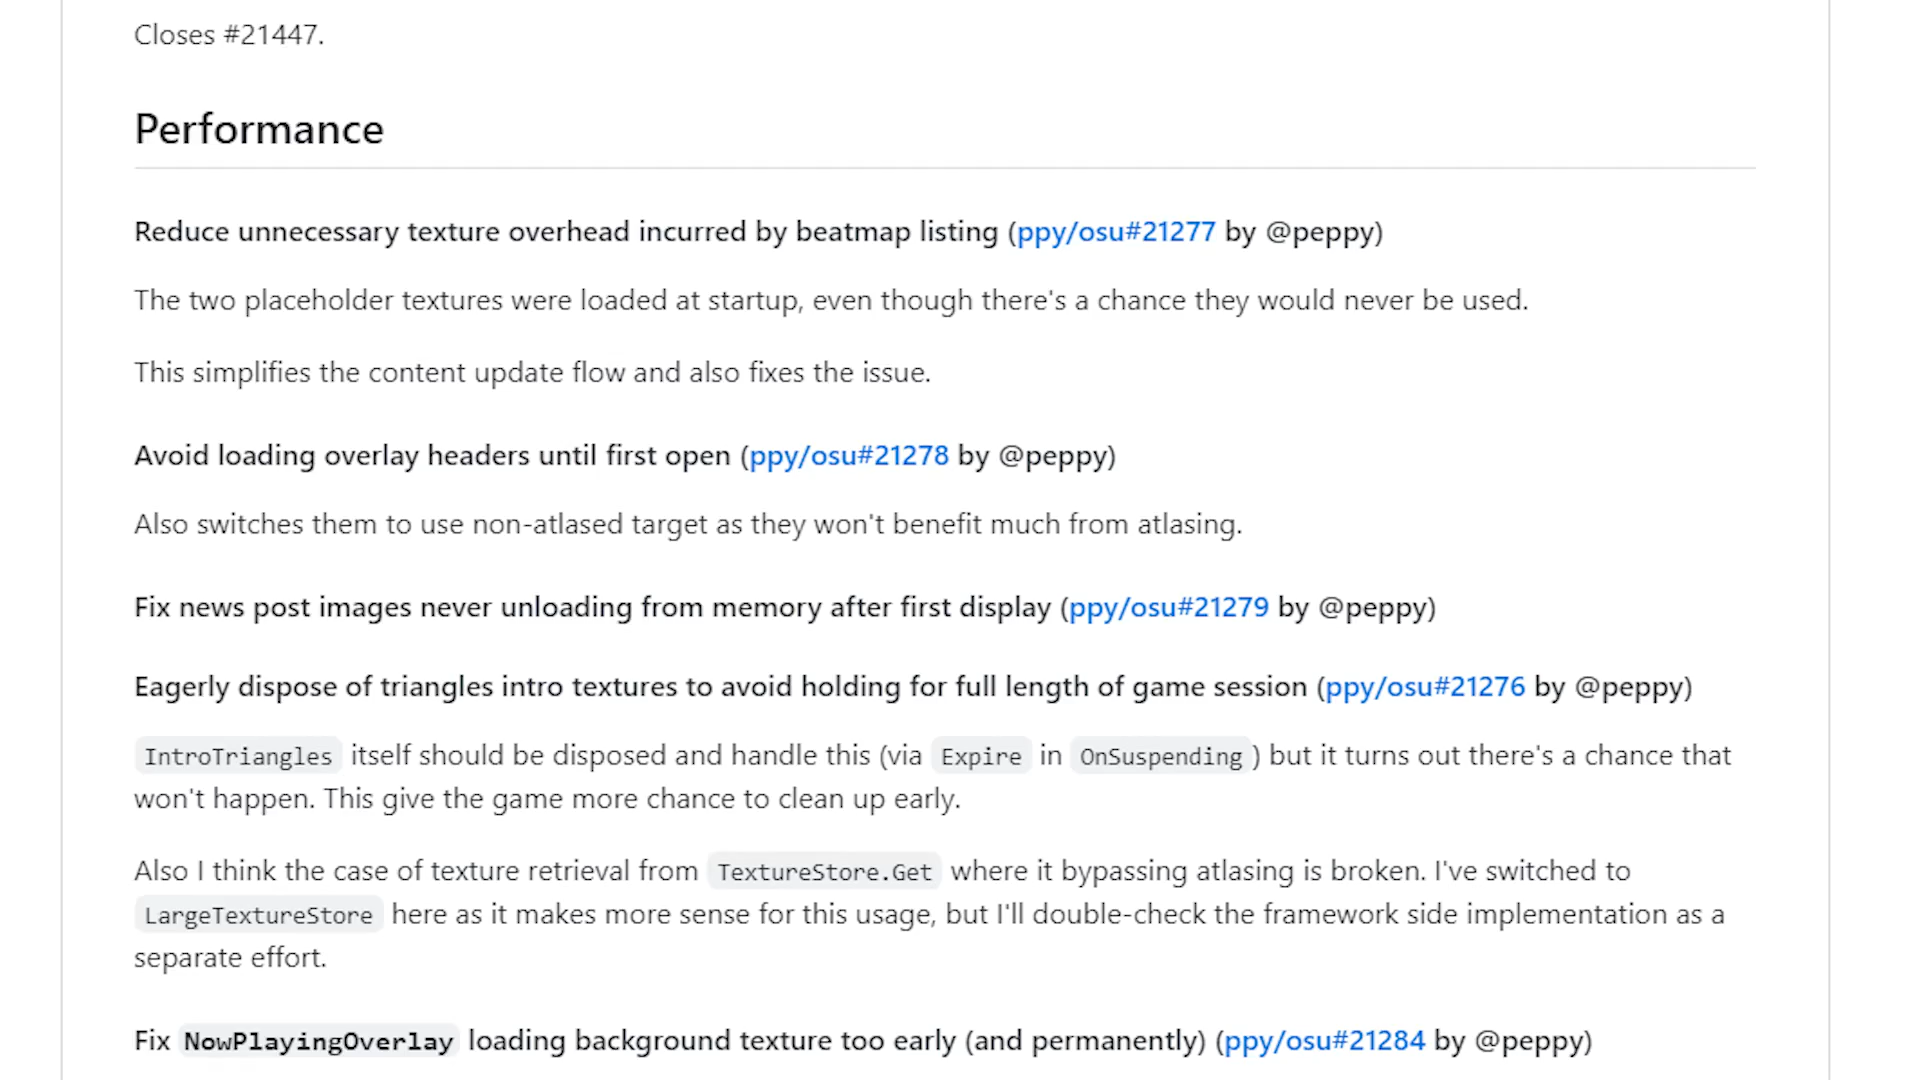 Closes #21447.
Performance
Reduce unnecessary texture overhead incurred by beatmap listing (ppy/osu#21277 by @peppy)
The two placeholder textures were loaded at startup, even though there's a chance they would never be used.
This simplifies the content update flow and also fixes the issue.
Avoid loading overlay headers until first open (ppy/osu#21278 by @peppy)
Also switches them to use non-atlased target as they won't benefit much from atlasing.
Fix news post images never unloading from memory after first display (ppy/osu#21279 by @peppy)
Eagerly dispose of triangles intro textures to avoid holding for full length of game session (ppy/osu#21276 by @peppy)
IntroTriangles itself should be disposed and handle this (via Expire in OnSuspending) but it turns out there's a chance that
won't happen. This give the game more chance to clean up early.
Also I think the case of texture retrieval from TextureStore.Get where it bypassing atlasing is broken. I've switched to
LargeTextureStore here as it makes more sense for this usage, but I'll double-check the framework side implementation as a
separate effort.
Fix NowPlayingOverlay loading background texture too early (and permanently) (ppy/osu#21284 by @peppy)